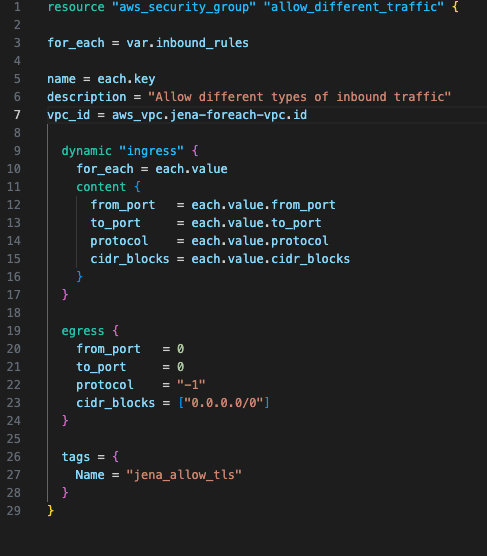 1 resource "aws_security_group" "allow_different_traffic" {
2
3 for_each = var.inbound_rules
4
5 name = each.key
6 description = "Allow different types of inbound traffic"
7 vpc_id = aws_vpc.jena-foreach-vpc.id
8
9   dynamic "ingress" {
10     for_each = each.value
11     content {
12       from_port   = each.value.from_port
13       to_port     = each.value.to_port
14       protocol    = each.value.protocol
15       cidr_blocks = each.value.cidr_blocks
16     }
17   }
18
19   egress {
20     from_port   = 0
21     to_port     = 0
22     protocol    = "-1"
23     cidr_blocks = ["0.0.0.0/0"]
24   }
25
26   tags = {
27     Name = "jena_allow_tls"
28   }
29 }